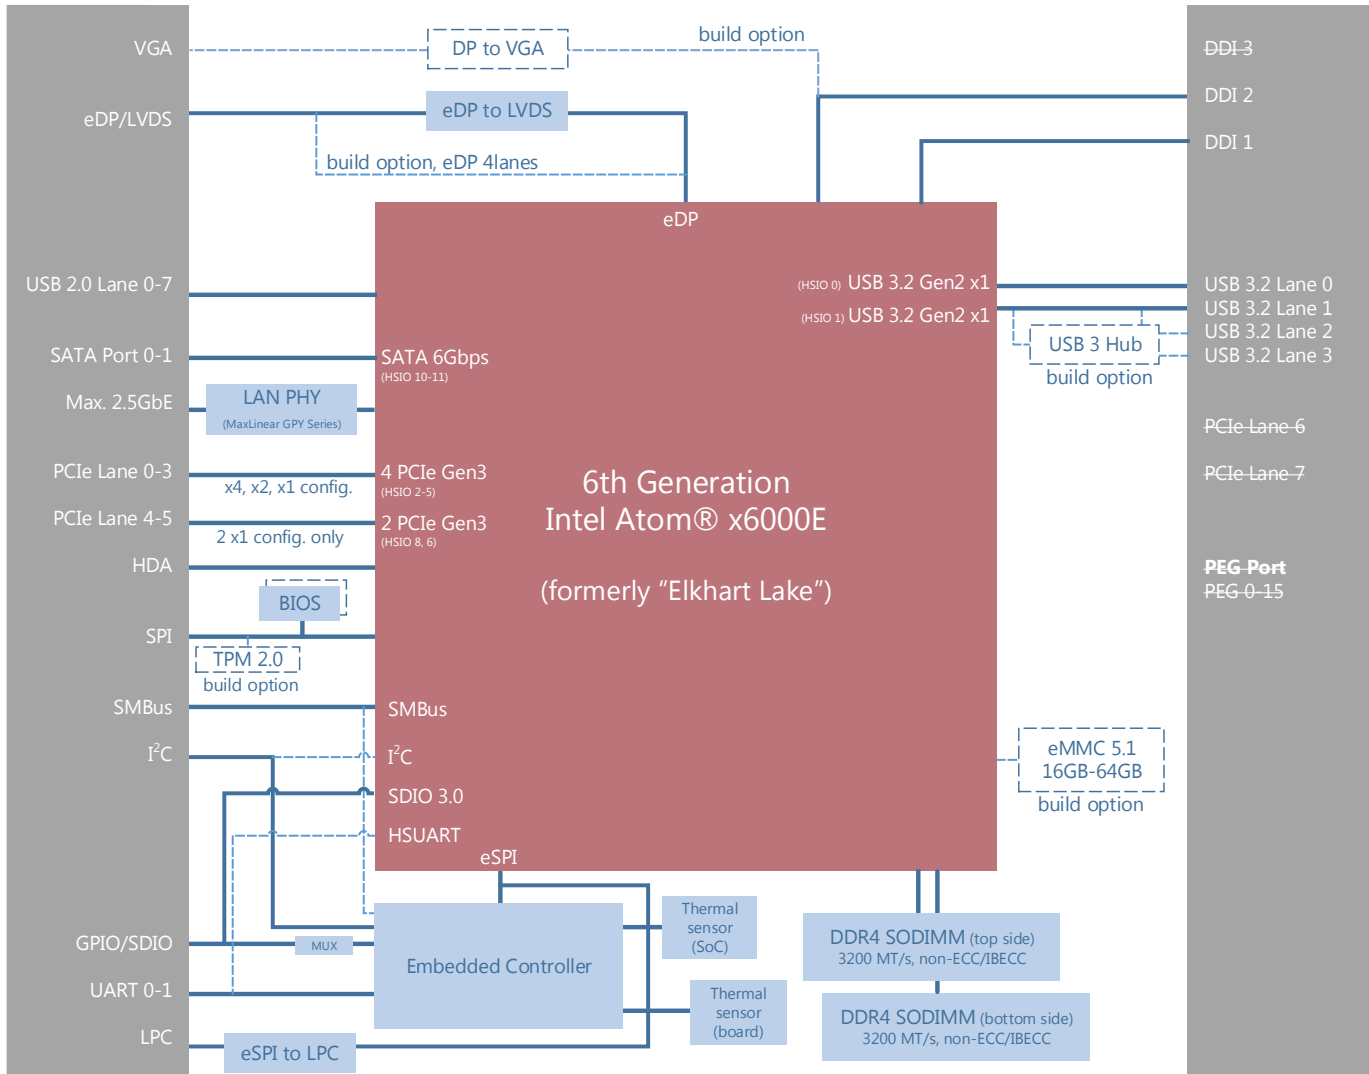 VGA
DP to VGA
build option
DDI 3
eDP/LVDS
eDP to LVDS
DDI 2
build option, eDP 4lanes
DDI 1
eDP
USB 2.0 Lane 0-7
(HSIO 0) USB 3.2 Gen2 x1
USB 3.2 Lane 0
(HSIO 1) USB 3.2 Gen2 x1
USB 3.2 Lane 1
USB 3.2 Lane 2
USB 3 Hub
USB 3.2 Lane 3
build option
SATA Port 0-1
SATA 6Gbps
(HSIO 10-11)
Max. 2.5GbE
LAN PHY
(MaxLinear GPY Series)
PCIe Lane 6
PCIe Lane 0-3
x4, x2, x1 config.
4 PCIe Gen3
(HSIO 2-5)
PCIe Lane 7
PCIe Lane 4-5
2 x1 config. only
2 PCIe Gen3
(HSIO 8, 6)
6th Generation
Intel Atom® x6000E
(formerly “Elkhart Lake”)
HDA
PEG Port
PEG 0-15
BIOS
SPI
TPM 2.0
build option
SMBus
SMBus
I²C
I²C
eMMC 5.1
16GB-64GB
build option
SDIO 3.0
HSUART
eSPI
GPIO/SDIO
MUX
Embedded Controller
Thermal
sensor
(SoC)
DDR4 SODIMM (top side)
3200 MT/s, non-ECC/IBECC
UART 0-1
Thermal
sensor
(board)
DDR4 SODIMM (bottom side)
3200 MT/s, non-ECC/IBECC
LPC
eSPI to LPC